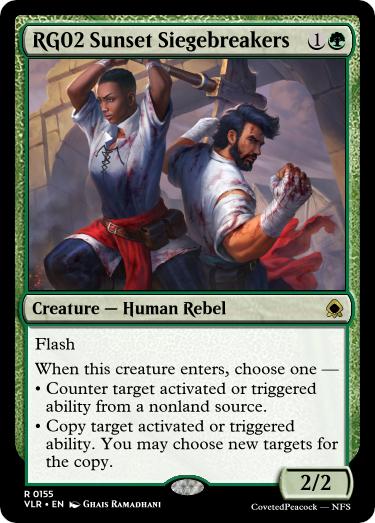 RG02 Sunset Siegebreakers 1
Creature — Human Rebel
Flash
When this creature enters, choose one —
• Counter target activated or triggered
ability from a nonland source.
• Copy target activated or triggered
ability. You may choose new targets for
the copy.
2/2
R 0155
VLR • EN Ghais Ramadhani
CovetedPeacock — NFS